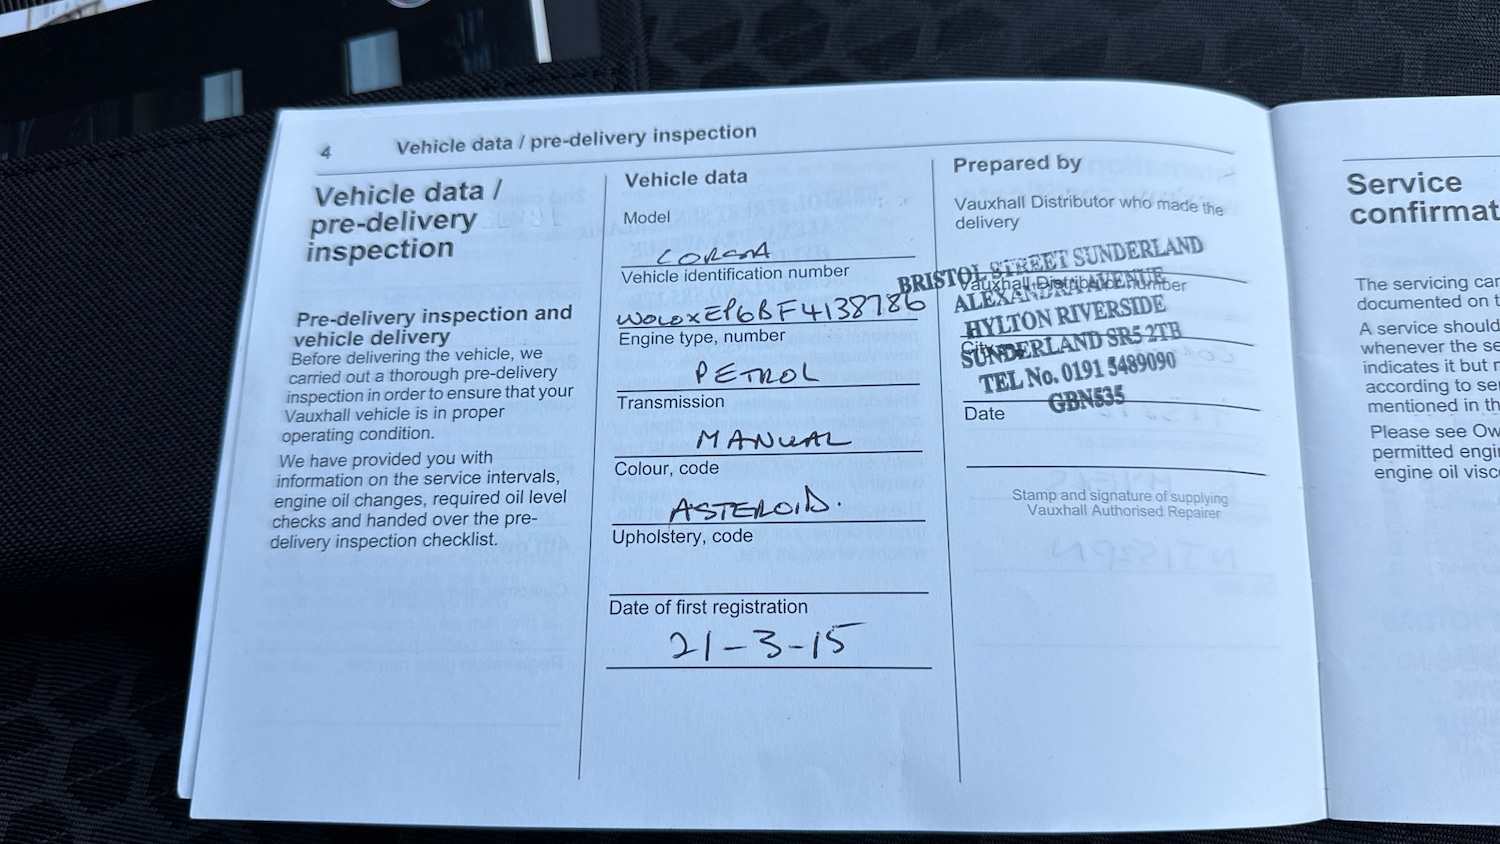 4 Vehicle data / pre-delivery inspection
Vehicle data /
pre-delivery
inspection
Pre-delivery inspection and
vehicle delivery
Before delivering the vehicle, we
carried out a thorough pre-delivery
inspection in order to ensure that your
Vauxhall vehicle is in proper
operating condition.
We have provided you with
information on the service intervals,
engine oil changes, required oil level
checks and handed over the pre-
delivery inspection checklist.
Vehicle data
Model
CORSA
Vehicle identification number
W0L0XEP6BF4138786
Engine type, number
PETROL
Transmission
MANUAL
Colour, code
ASTEROID.
Upholstery, code
Date of first registration
21-3-15
Prepared by
Vauxhall Distributor who made the
delivery
BRISTOL STREET SUNDERLAND
Vauxhall Distributor number
ALEXANDRA AVENUE
HYLTON RIVERSIDE
City
SUNDERLAND SR5 2TB
TEL No. 0191 5489090
GBN535
Date
Stamp and signature of supplying
Vauxhall Authorised Repairer
Service
confirmat
The servicing car
documented on t
A service should
whenever the se
indicates it but
according to se
mentioned in th
Please see Ow
permitted engi
engine oil visc